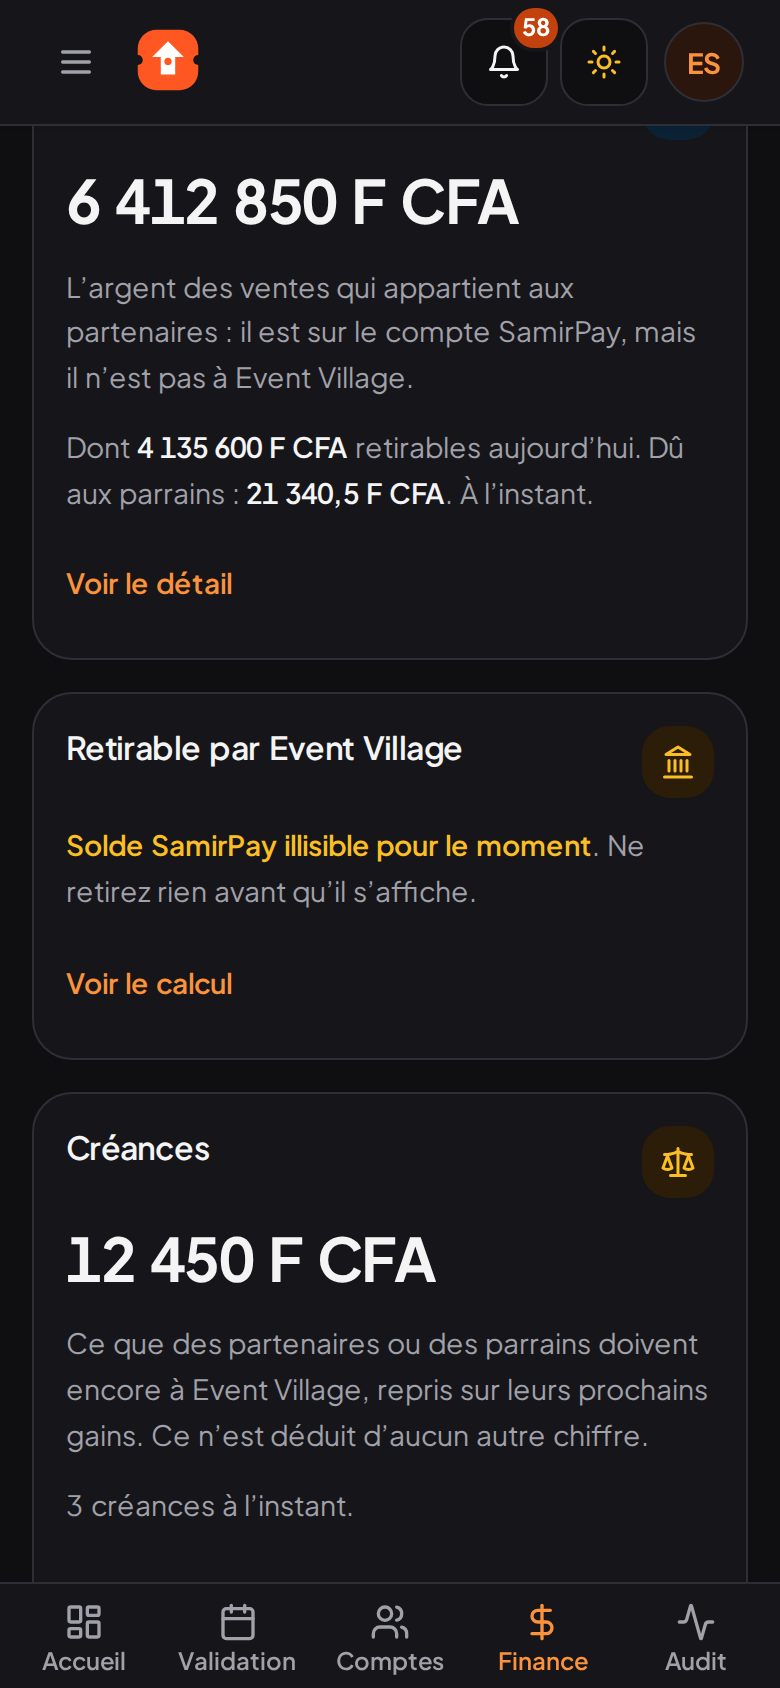 58
ES
6 412 850 F CFA
L’argent des ventes qui appartient aux
partenaires : il est sur le compte SamirPay, mais
il n’est pas à Event Village.
Dont 4 135 600 F CFA retirables aujourd’hui. Dû
aux parrains : 21 340,5 F CFA. À l’instant.
Voir le détail
Retirable par Event Village
Solde SamirPay illisible pour le moment. Ne
retirez rien avant qu’il s’affiche.
Voir le calcul
Créances
12 450 F CFA
Ce que des partenaires ou des parrains doivent
encore à Event Village, repris sur leurs prochains
gains. Ce n’est déduit d’aucun autre chiffre.
3 créances à l’instant.
Accueil Validation Comptes Finance Audit